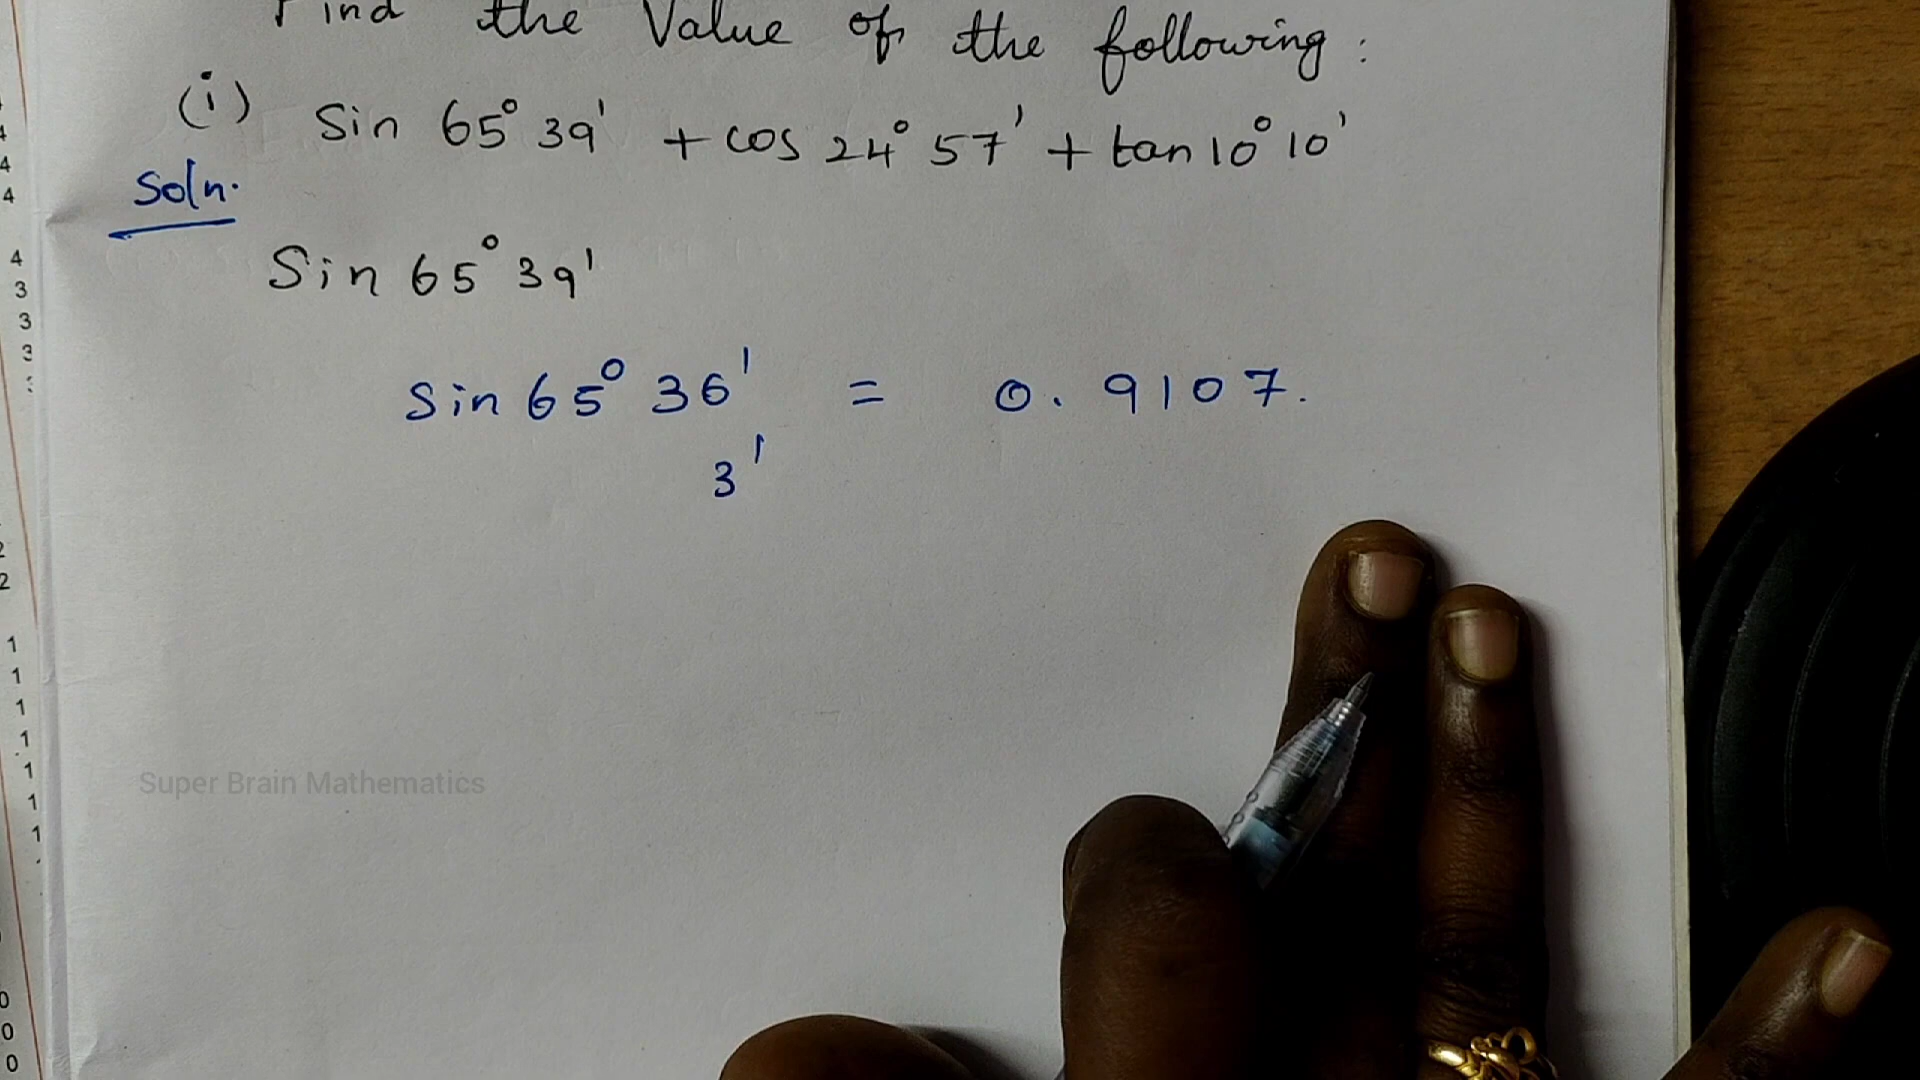 Find the Value of the following :
(i) Sin 65° 39' + cos 24° 57' + tan 10° 10'
Soln.
Sin 65° 39'
Sin 65° 36' = 0.9107.
3'
Super Brain Mathematics